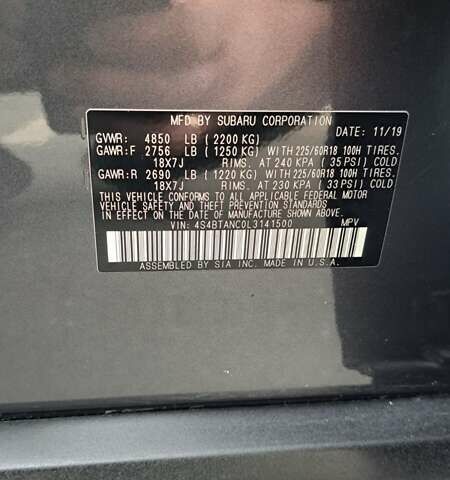 MFD BY SUBARU CORPORATION
GVWR: 4850 LB (2200 KG) DATE: 11/19
GAWR:F 2756 LB (1250 KG) WITH 225/60R18 100H TIRES.
18X7J RIMS. AT 240 KPA (35 PSI) COLD
GAWR:R 2690 LB (1220 KG) WITH 225/60R18 100H TIRES.
18X7J RIMS. AT 230 KPA (33 PSI) COLD
THIS VEHICLE CONFORMS TO ALL APPLICABLE FEDERAL MOTOR
VEHICLE SAFETY AND THEFT PREVENTION STANDARDS
IN EFFECT ON THE DATE OF MANUFACTURE SHOWN ABOVE.
VIN: 4S4BTANC0L3141500 MPV
ASSEMBLED BY SIA INC. MADE IN U.S.A.